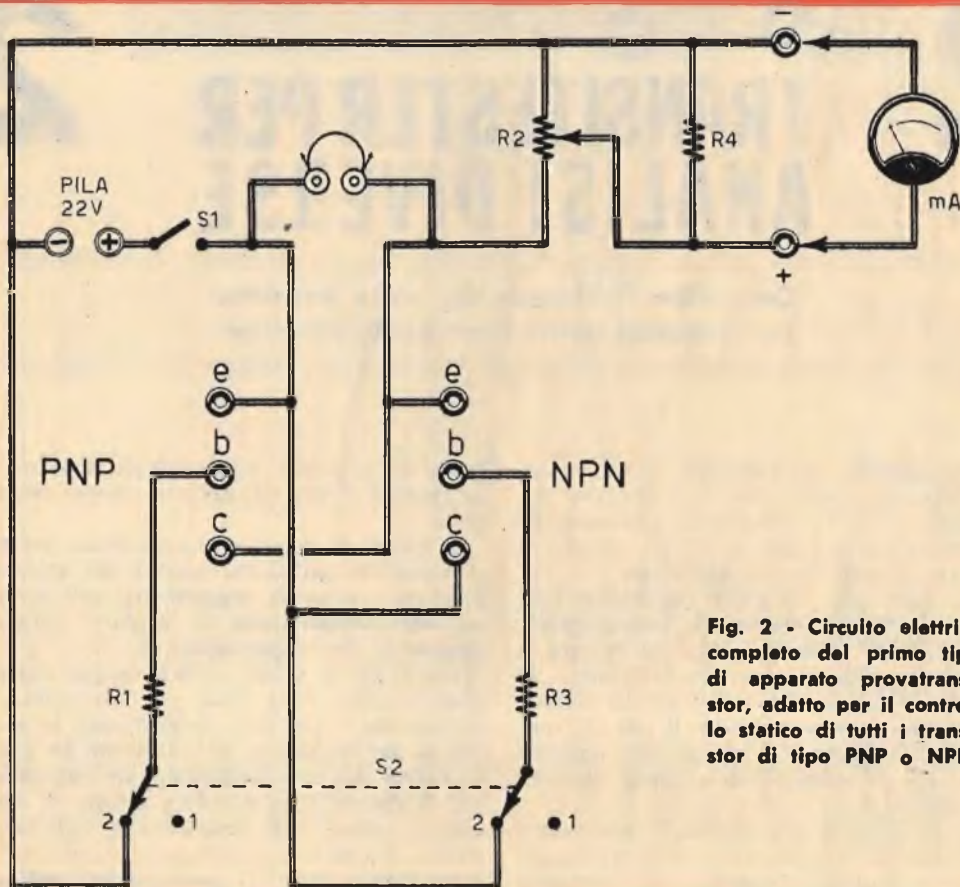 −
R2
R4
PILA
22V
S1
mA
− +
+
e
e
b
b
PNP
NPN
c
c
R1
R3
S2
2
1
2
1
Fig. 2 - Circuito elettri
completo del primo tip
di apparato provatrans
stor, adatto per il contro
lo statico di tutti i trans
stor di tipo PNP o NPN